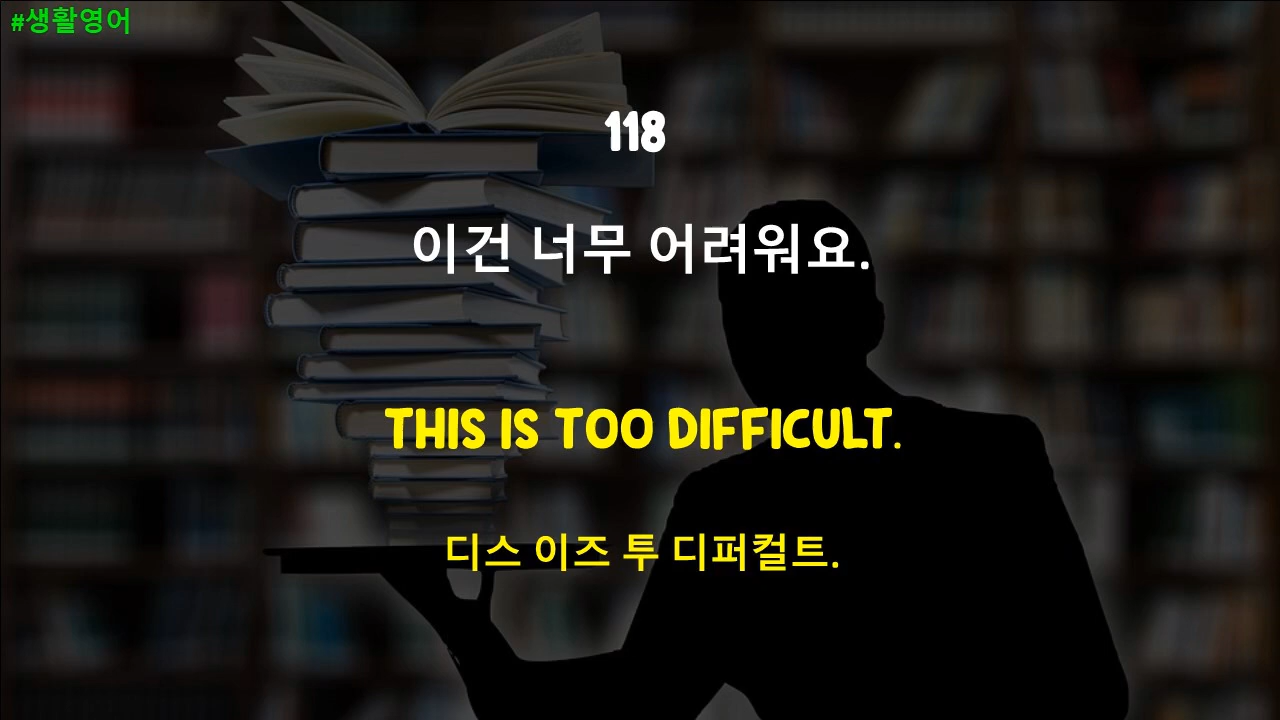 #생활영어
118
이건 너무 어려워요.
THIS IS TOO DIFFICULT.
디스 이즈 투 디퍼컬트.